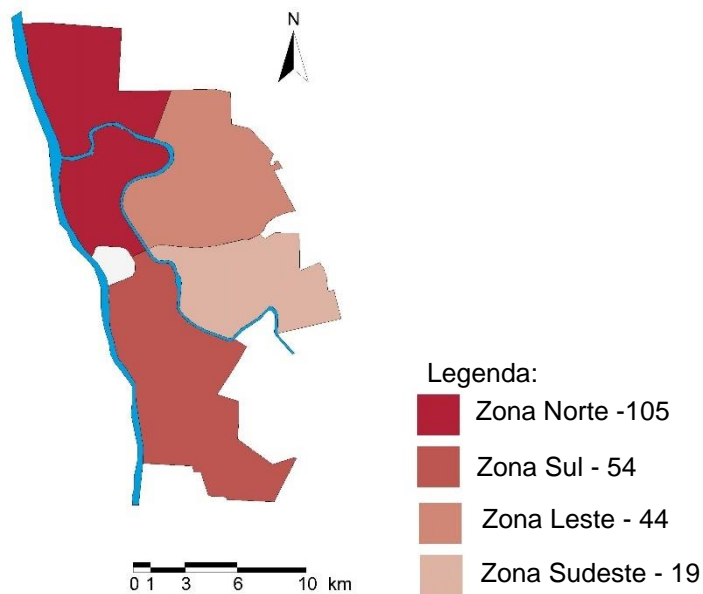 N
Legenda:
Zona Norte -105
Zona Sul - 54
Zona Leste - 44
Zona Sudeste - 19
0 1 3 6 10 km